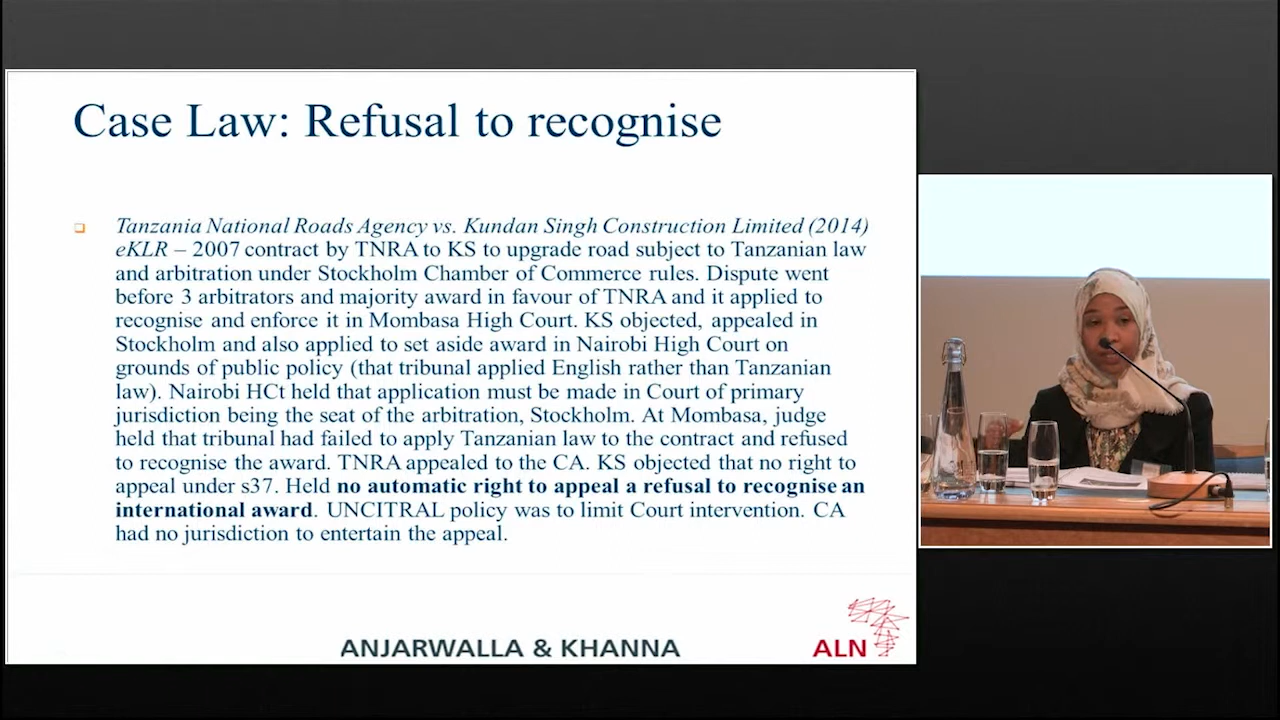 Case Law: Refusal to recognise
Tanzania National Roads Agency vs. Kundan Singh Construction Limited (2014)
eKLR – 2007 contract by TNRA to KS to upgrade road subject to Tanzanian law
and arbitration under Stockholm Chamber of Commerce rules. Dispute went
before 3 arbitrators and majority award in favour of TNRA and it applied to
recognise and enforce it in Mombasa High Court. KS objected, appealed in
Stockholm and also applied to set aside award in Nairobi High Court on
grounds of public policy (that tribunal applied English rather than Tanzanian
law). Nairobi HCt held that application must be made in Court of primary
jurisdiction being the seat of the arbitration, Stockholm. At Mombasa, judge
held that tribunal had failed to apply Tanzanian law to the contract and refused
to recognise the award. TNRA appealed to the CA. KS objected that no right to
appeal under s37. Held no automatic right to appeal a refusal to recognise an
international award. UNCITRAL policy was to limit Court intervention. CA
had no jurisdiction to entertain the appeal.
ANJARWALLA & KHANNA
ALN